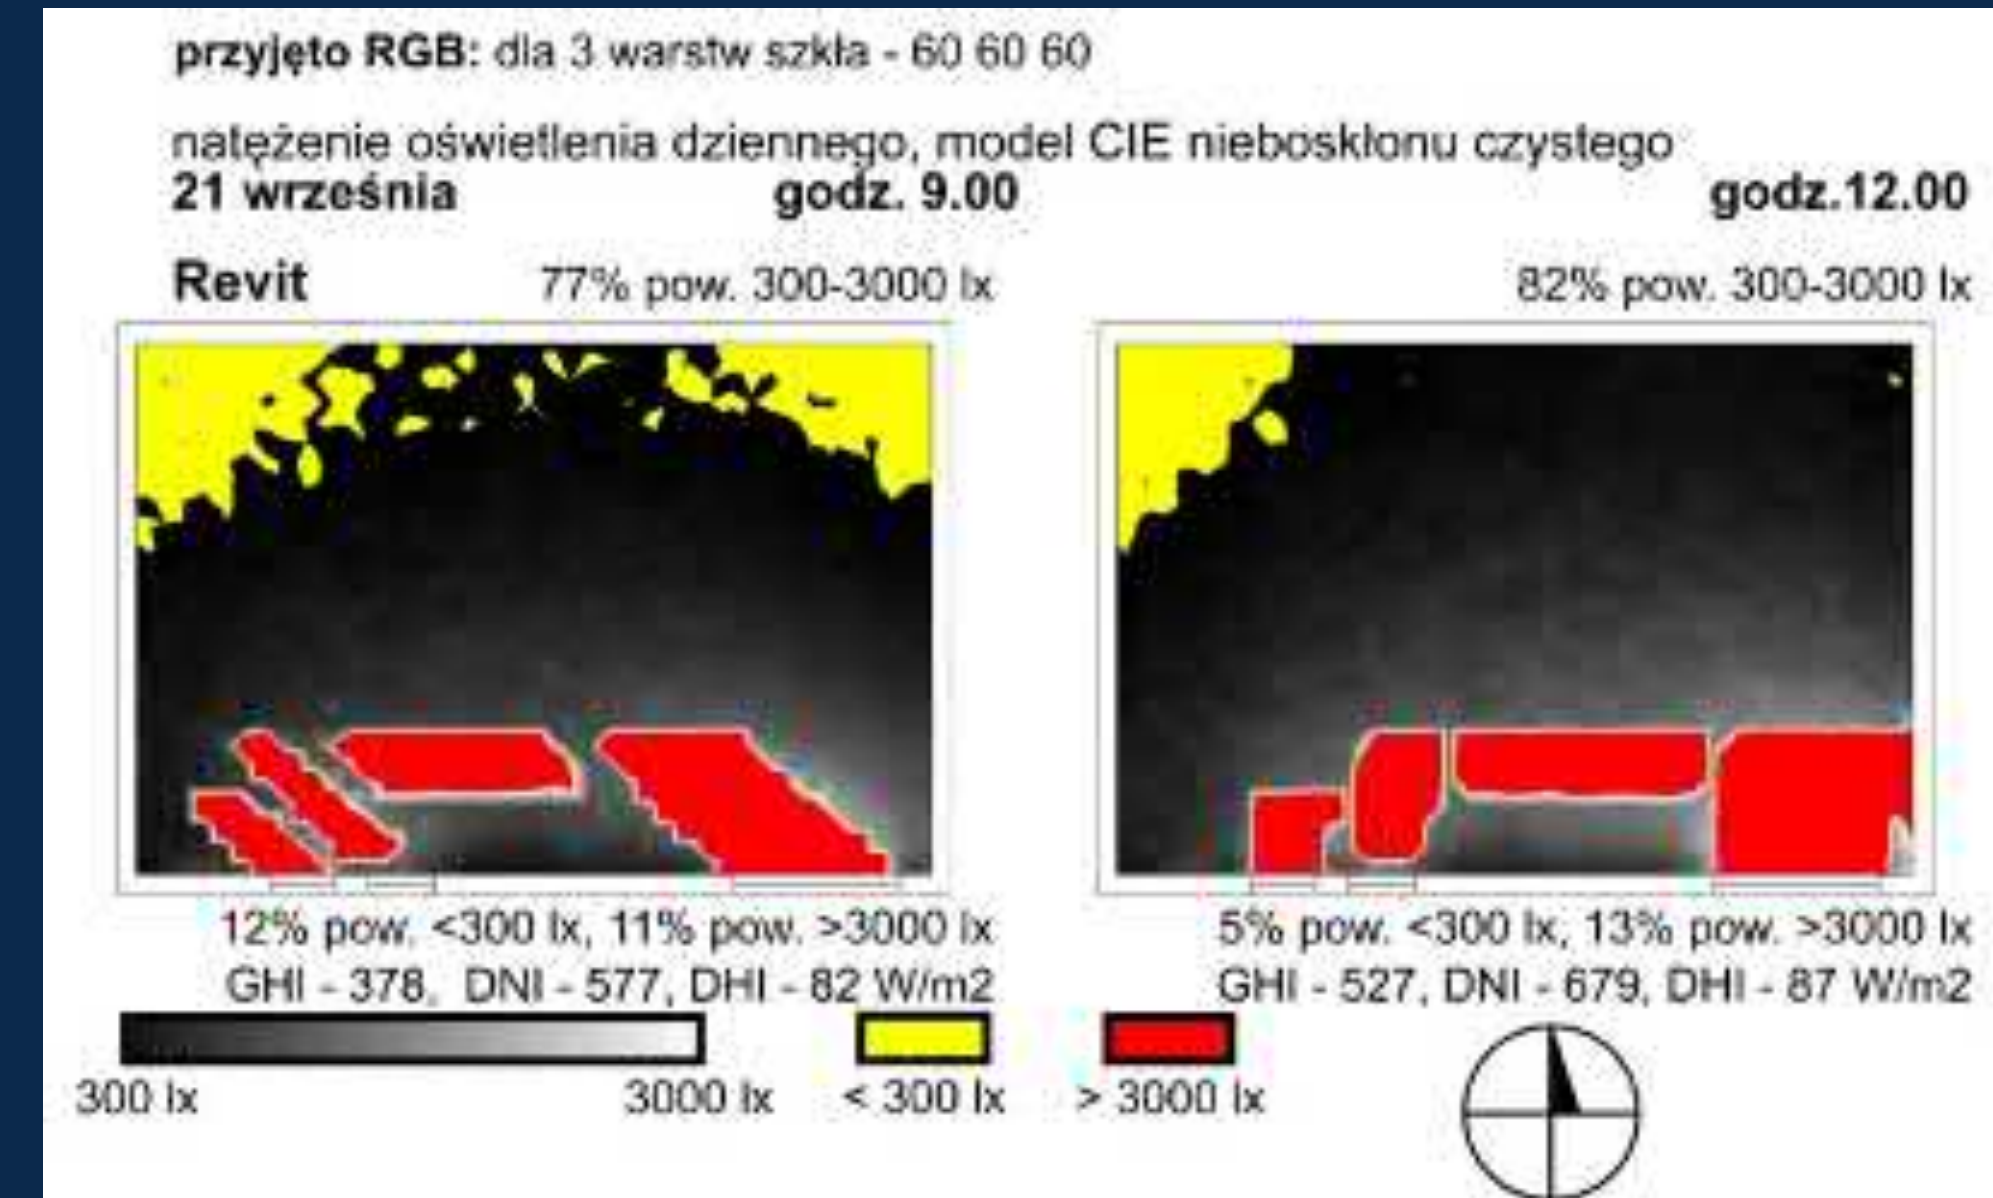 przyjęto RGB: dla 3 warstw szkła - 60 60 60
natężenie oświetlenia dziennego, model CIE nieboskłonu czystego
21 września godz. 9.00 godz.12.00
Revit 77% pow. 300-3000 lx 82% pow. 300-3000 lx
12% pow. <300 lx, 11% pow. >3000 lx 5% pow. <300 lx, 13% pow. >3000 lx
GHI - 378, DNI - 577, DHI - 82 W/m2 GHI - 527, DNI - 679, DHI - 87 W/m2
300 lx 3000 lx < 300 lx > 3000 lx